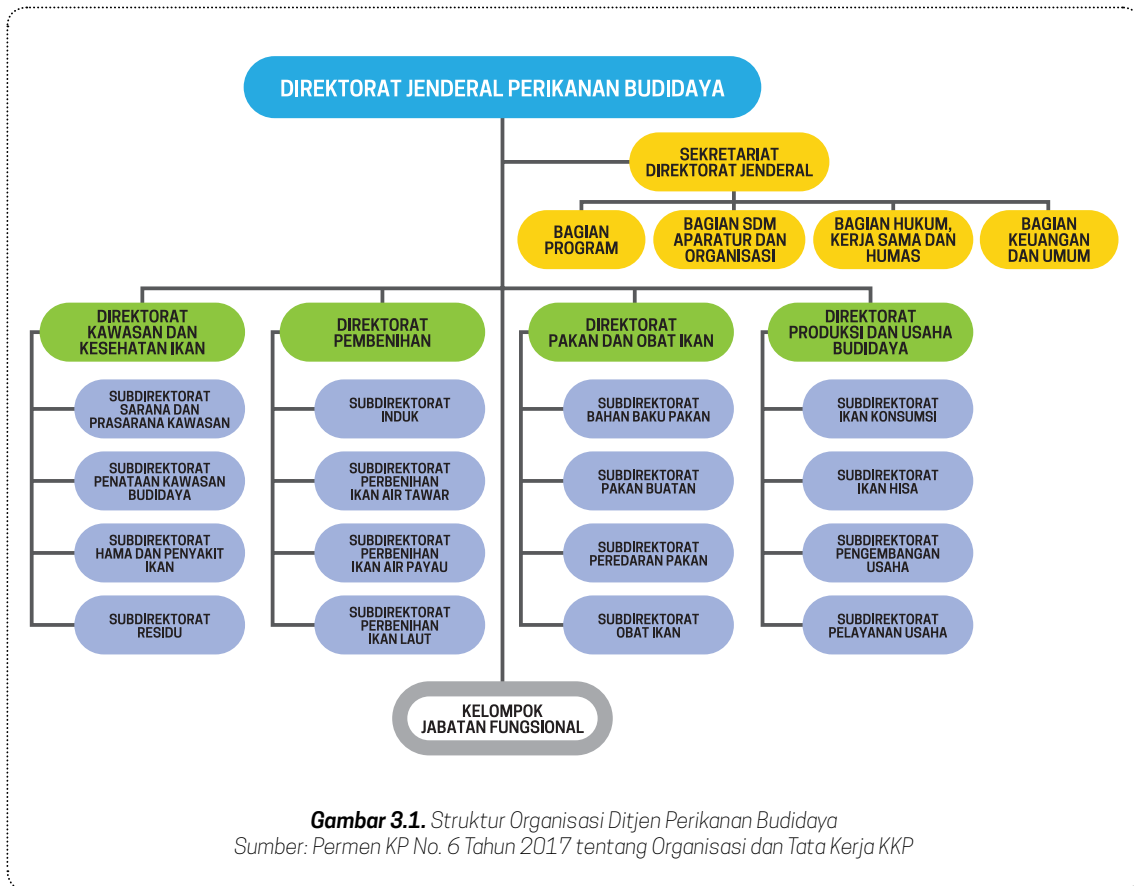 DIREKTORAT JENDERAL PERIKANAN BUDIDAYA
SEKRETARIAT
DIREKTORAT JENDERAL
BAGIAN
PROGRAM
BAGIAN SDM
APARATUR DAN
ORGANISASI
BAGIAN HUKUM,
KERJA SAMA DAN
HUMAS
BAGIAN
KEUANGAN
DAN UMUM
DIREKTORAT
KAWASAN DAN
KESEHATAN IKAN
SUBDIREKTORAT
SARANA DAN
PRASARANA KAWASAN
SUBDIREKTORAT
PENATAAN KAWASAN
BUDIDAYA
SUBDIREKTORAT
HAMA DAN PENYAKIT
IKAN
SUBDIREKTORAT
RESIDU
DIREKTORAT
PEMBENIHAN
SUBDIREKTORAT
INDUK
SUBDIREKTORAT
PERBENIHAN
IKAN AIR TAWAR
SUBDIREKTORAT
PERBENIHAN
IKAN AIR PAYAU
SUBDIREKTORAT
PERBENIHAN
IKAN LAUT
DIREKTORAT
PAKAN DAN OBAT IKAN
SUBDIREKTORAT
BAHAN BAKU PAKAN
SUBDIREKTORAT
PAKAN BUATAN
SUBDIREKTORAT
PEREDARAN PAKAN
SUBDIREKTORAT
OBAT IKAN
DIREKTORAT
PRODUKSI DAN USAHA
BUDIDAYA
SUBDIREKTORAT
IKAN KONSUMSI
SUBDIREKTORAT
IKAN HISA
SUBDIREKTORAT
PENGEMBANGAN
USAHA
SUBDIREKTORAT
PELAYANAN USAHA
KELOMPOK
JABATAN FUNGSIONAL
Gambar 3.1. Struktur Organisasi Ditjen Perikanan Budidaya
Sumber: Permen KP No. 6 Tahun 2017 tentang Organisasi dan Tata Kerja KKP